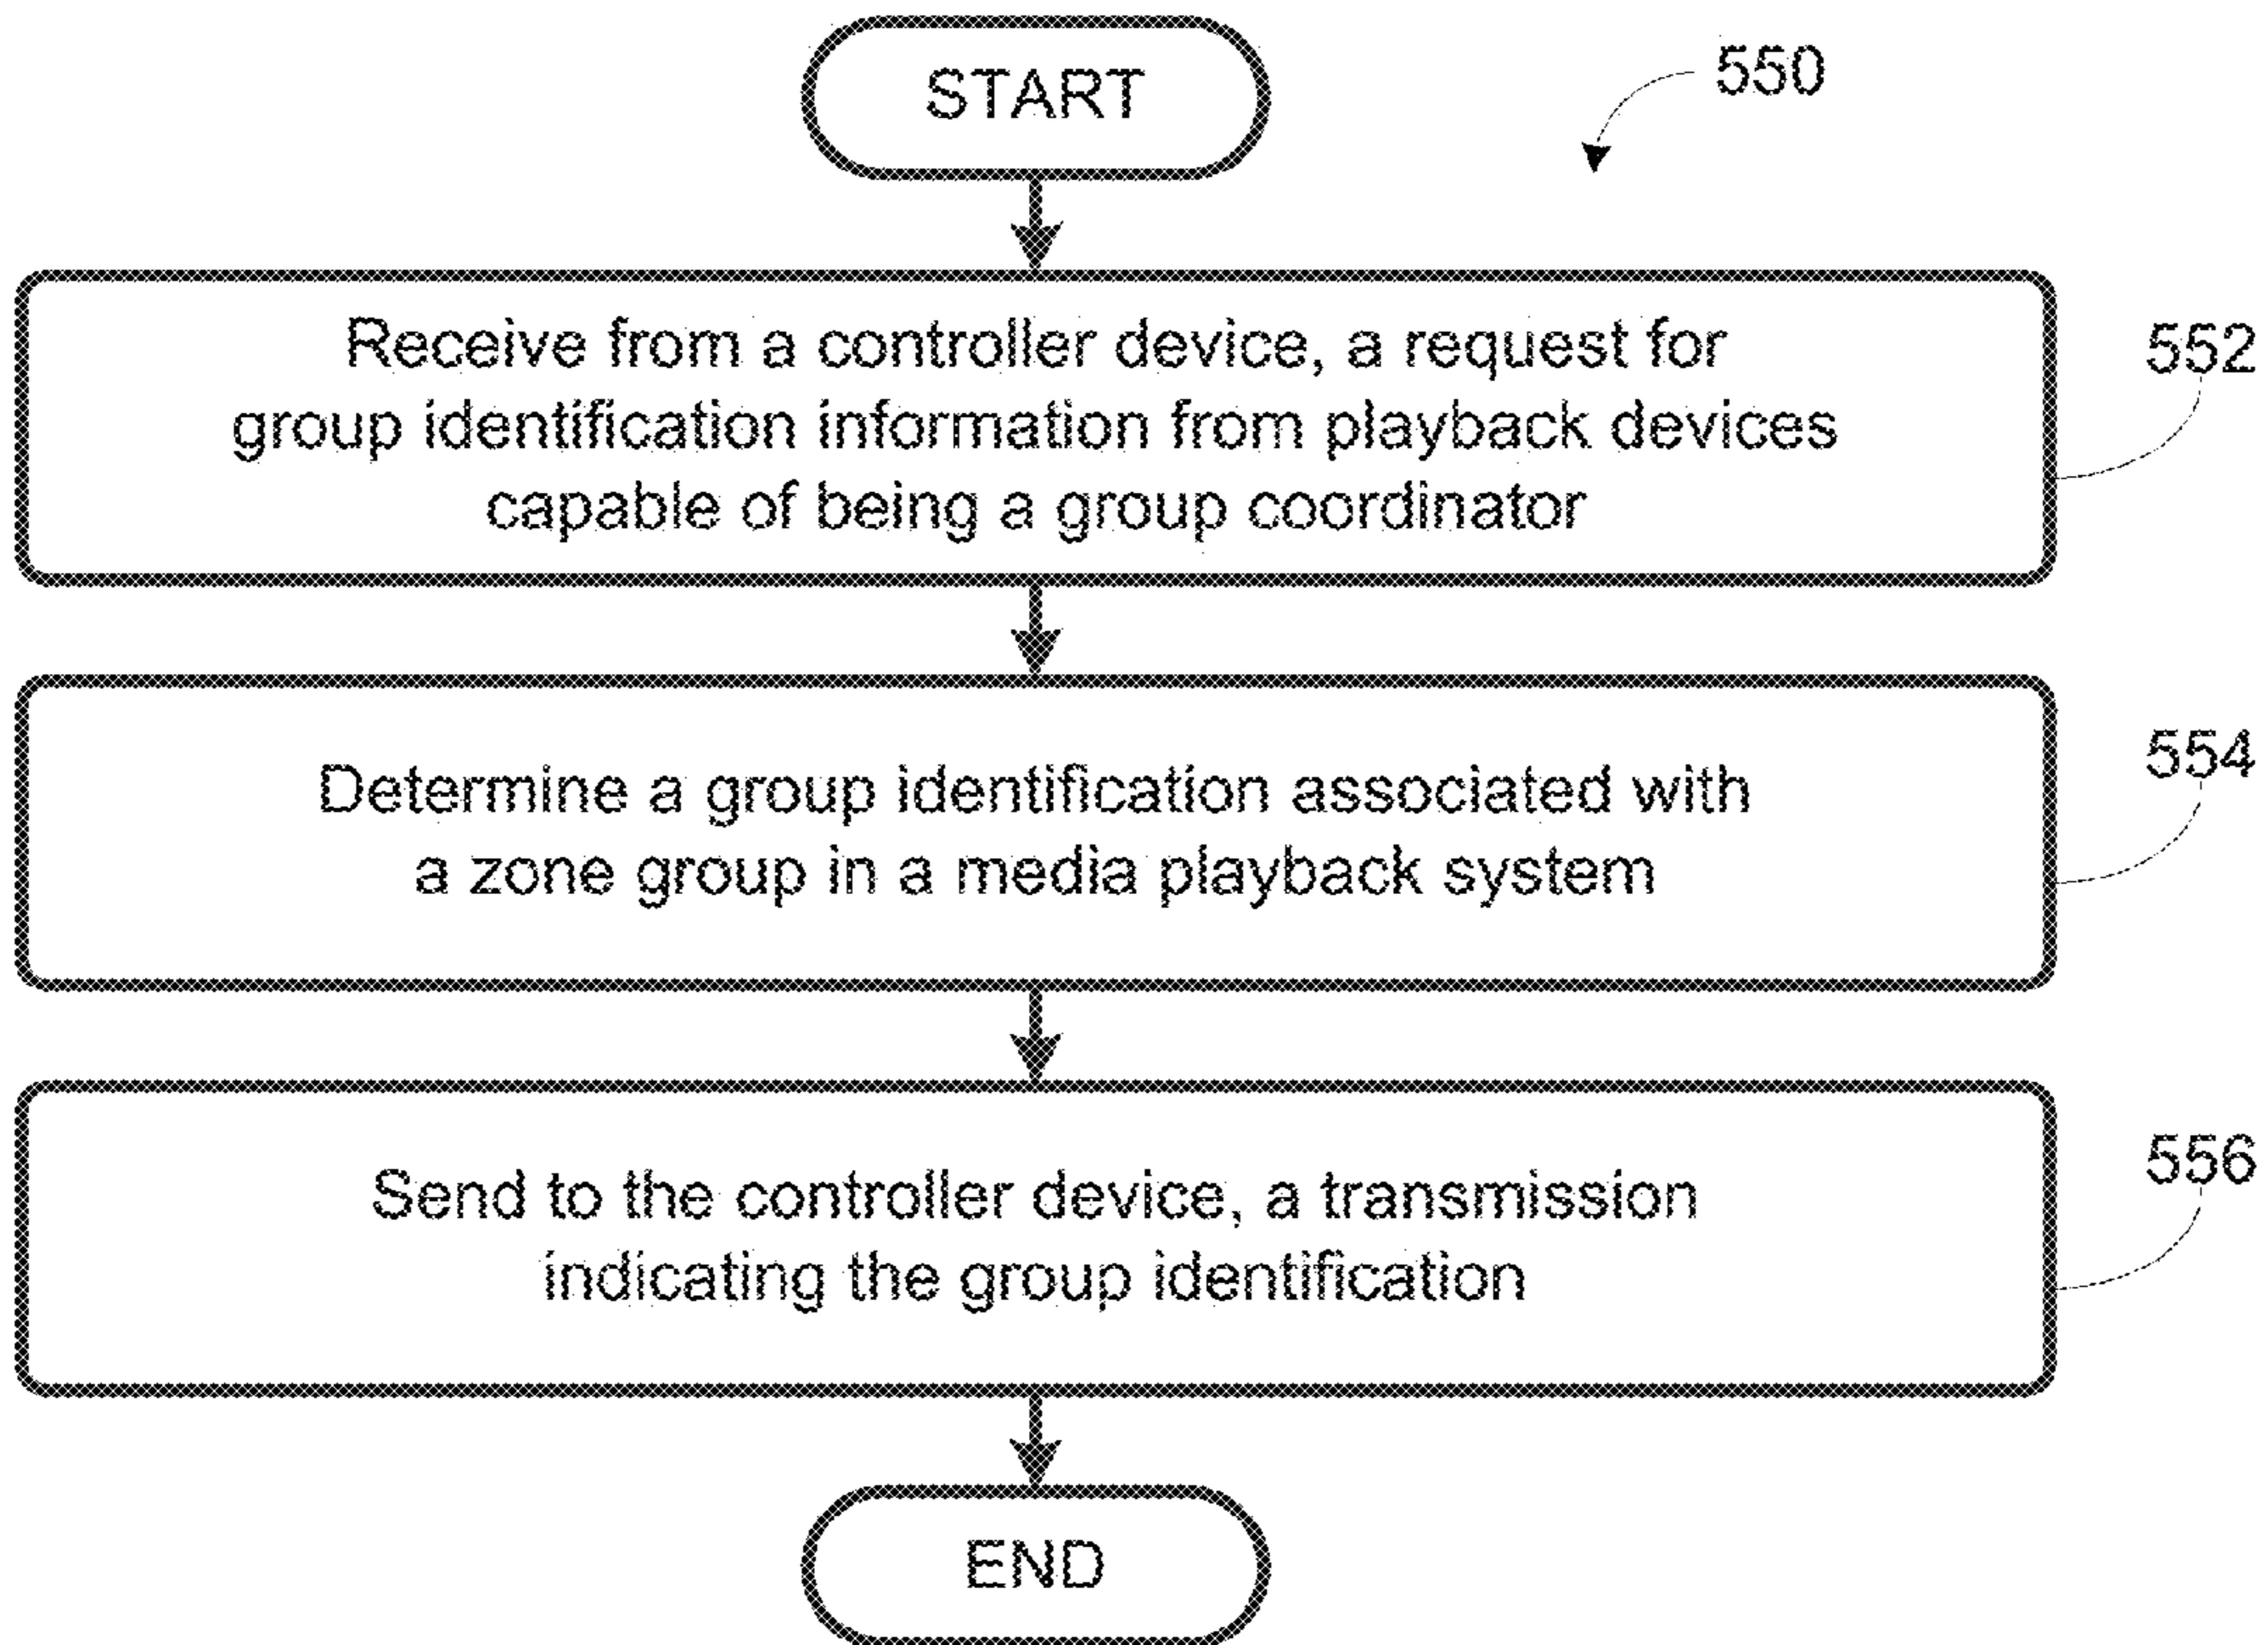 START
550
Receive from a controller device, a request for
group identification information from playback devices
capable of being a group coordinator
552
Determine a group identification associated with
a zone group in a media playback system
554
Send to the controller device, a transmission
indicating the group identification
556
END